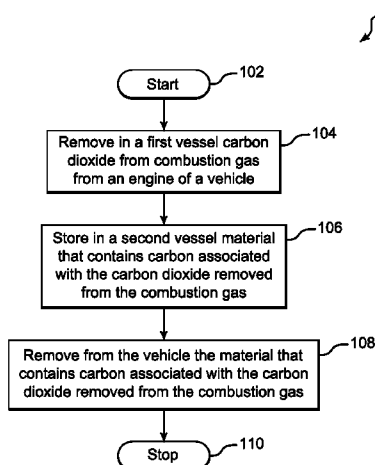 Start
102
Remove in a first vessel carbon
dioxide from combustion gas
from an engine of a vehicle
104
Store in a second vessel material
that contains carbon associated
with the carbon dioxide removed
from the combustion gas
106
Remove from the vehicle the material that
contains carbon associated with the carbon
dioxide removed from the combustion gas
108
Stop
110